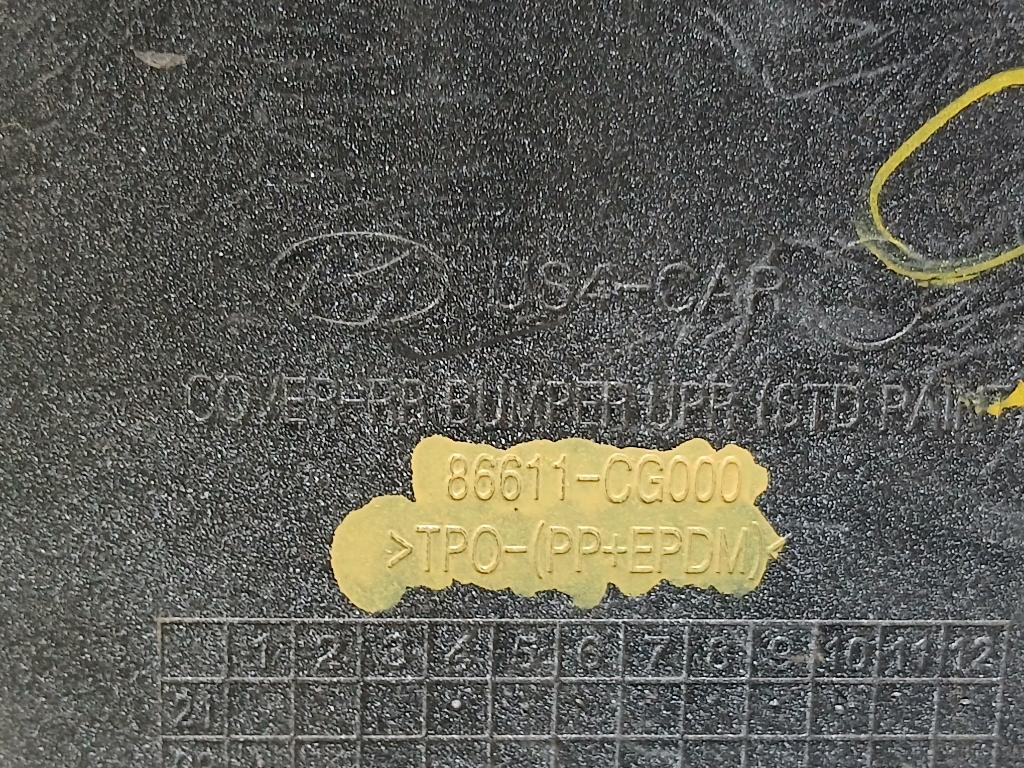 US4-CAR
COVER-RR BUMPER UPR (STD PAINT
86611-CG000
>TPO-(PP+EPDM)<
1 2 3 4 5 6 7 8 9 10 11 12
21